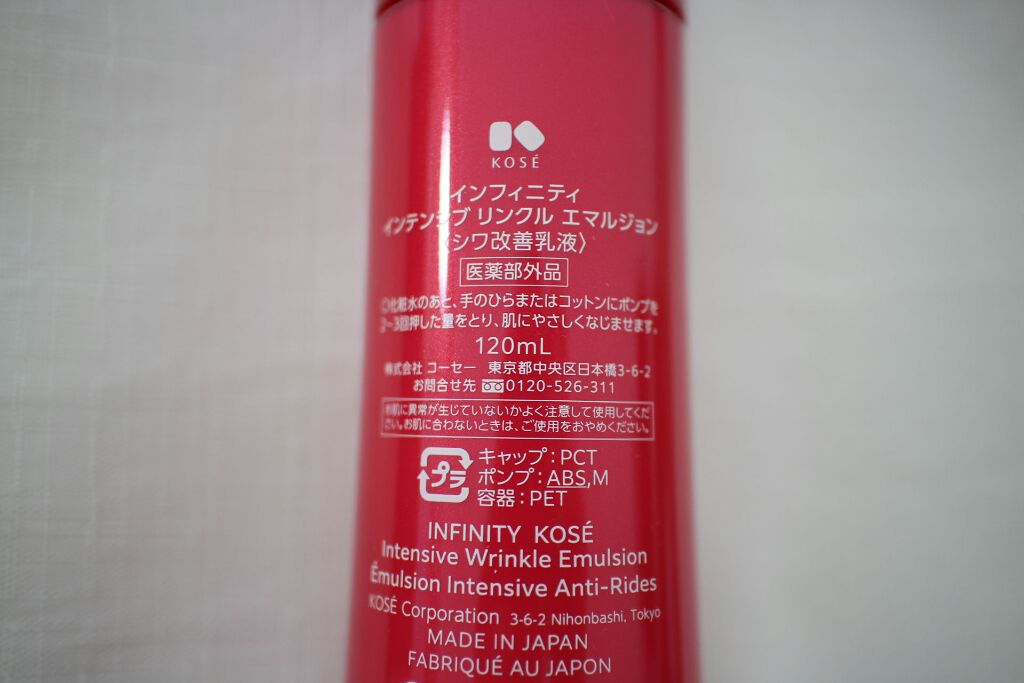 KOSÉ
インフィニティ
インテンシブ リンクル エマルジョン
〈シワ改善乳液〉
医薬部外品
○化粧水のあと、手のひらまたはコットンにポンプを
2〜3回押した量をとり、肌にやさしくなじませます。
120mL
株式会社 コーセー 東京都中央区日本橋3-6-2
お問合せ先 0120-526-311
お肌に異常が生じていないかよく注意して使用してくだ
さい。お肌に合わないときは、ご使用をおやめください。
プラ
キャップ：PCT
ポンプ：ABS,M
容器：PET
INFINITY KOSÉ
Intensive Wrinkle Emulsion
Émulsion Intensive Anti-Rides
KOSÉ Corporation 3-6-2 Nihonbashi, Tokyo
MADE IN JAPAN
FABRIQUÉ AU JAPON